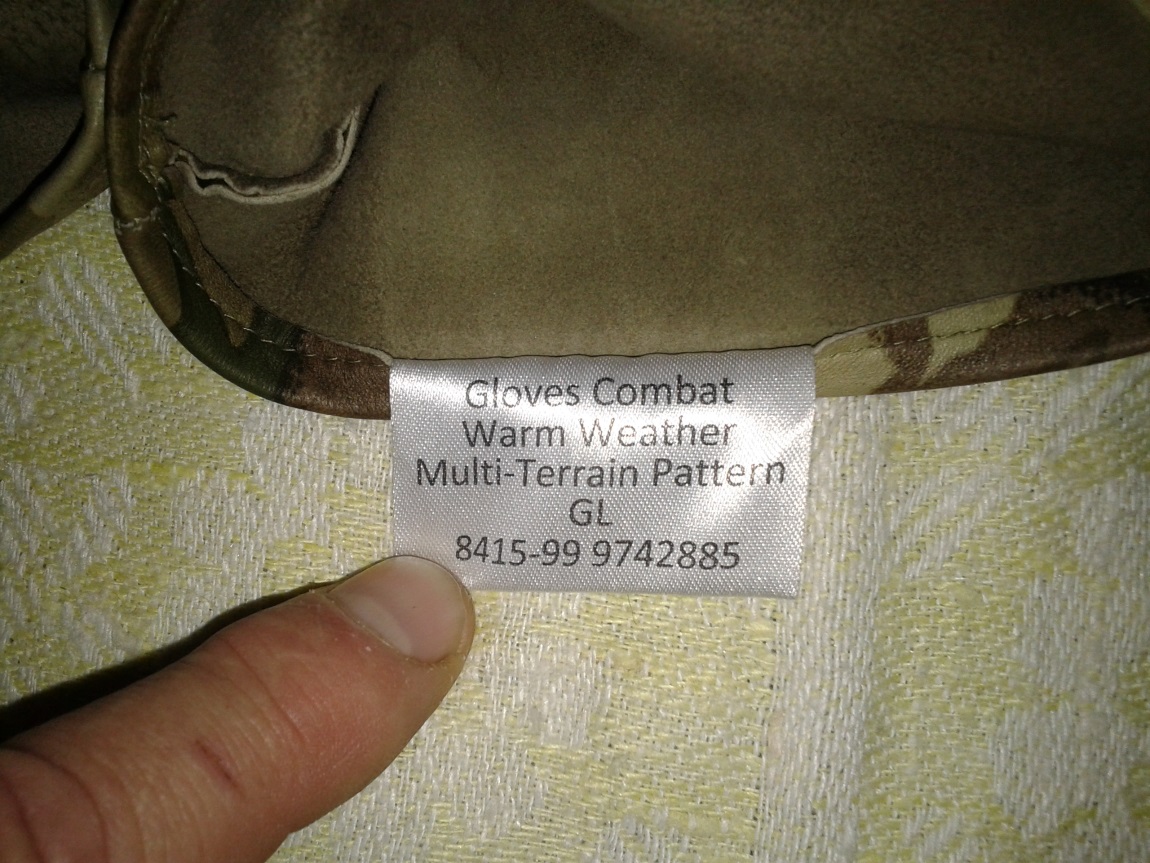 Gloves Combat
Warm Weather
Multi-Terrain Pattern
GL
8415-99 9742885